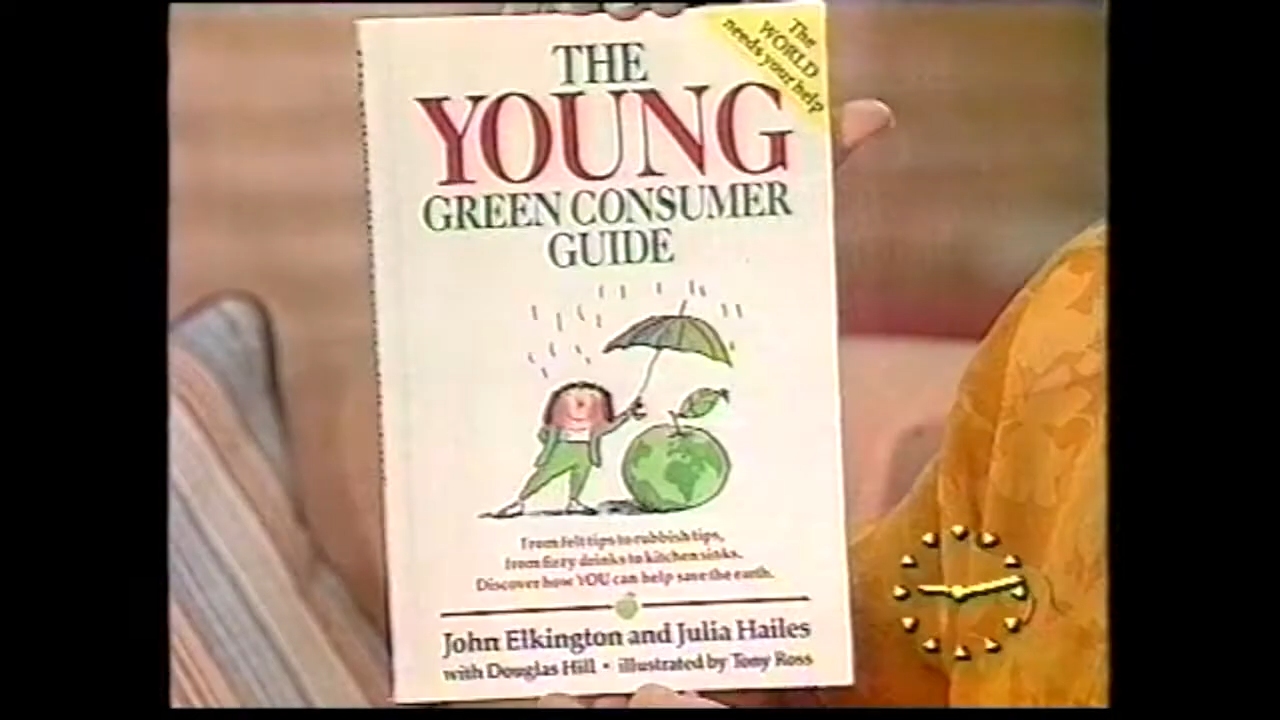 The
WORLD
needs your help
THE
YOUNG
GREEN CONSUMER
GUIDE
From felt tips to rubbish tips,
from fizzy drinks to kitchen sinks.
Discover how YOU can help save the earth.
John Elkington and Julia Hailes
with Douglas Hill • illustrated by Tony Ross